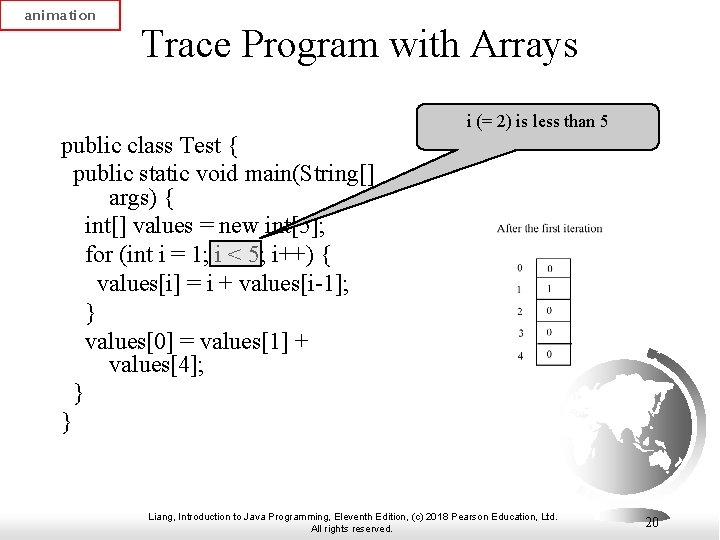 animation
Trace Program with Arrays
i (= 2) is less than 5
public class Test {
public static void main(String[]
args) {
int[] values = new int[5];
for (int i = 1; i < 5; i++) {
values[i] = i + values[i-1];
}
values[0] = values[1] +
values[4];
}
}
After the first iteration
0 0
1 1
2 0
3 0
4 0
Liang, Introduction to Java Programming, Eleventh Edition, (c) 2018 Pearson Education, Ltd.
All rights reserved.
20